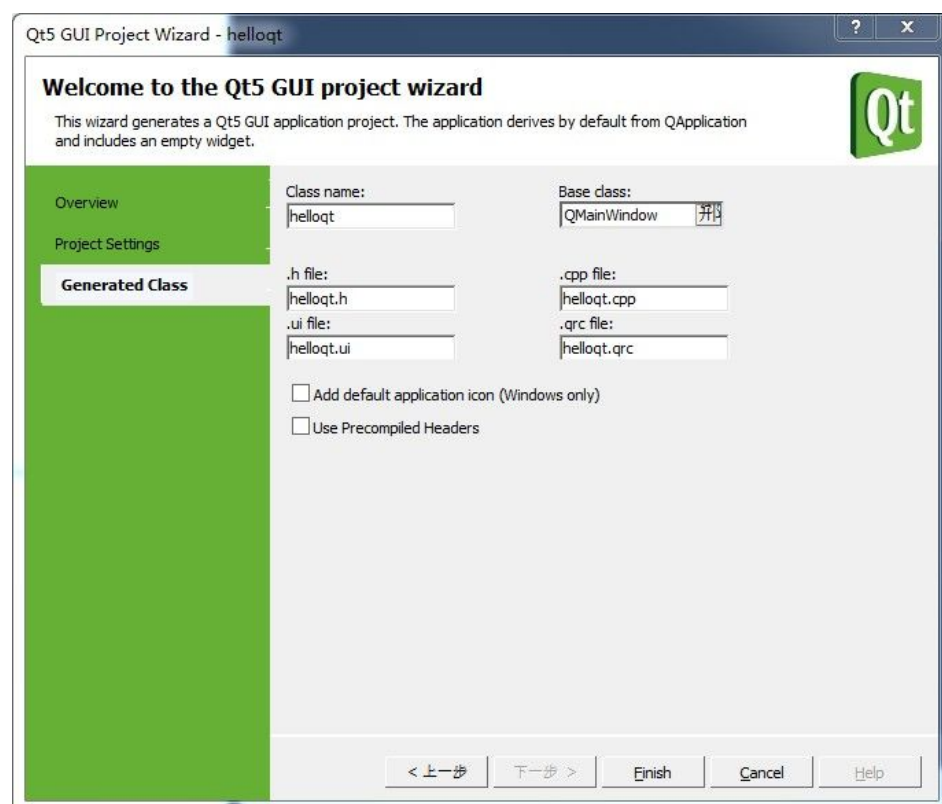 Qt5 GUI Project Wizard - helloqt
? x
Welcome to the Qt5 GUI project wizard
This wizard generates a Qt5 GUI application project. The application derives by default from QApplication
and includes an empty widget.
Qt
Overview
Project Settings
Generated Class
Class name:
helloqt
Base class:
QMainWindow
.h file:
helloqt.h
.cpp file:
helloqt.cpp
.ui file:
helloqt.ui
.qrc file:
helloqt.qrc
Add default application icon (Windows only)
Use Precompiled Headers
< 上一步
下一步 >
Finish
Cancel
Help